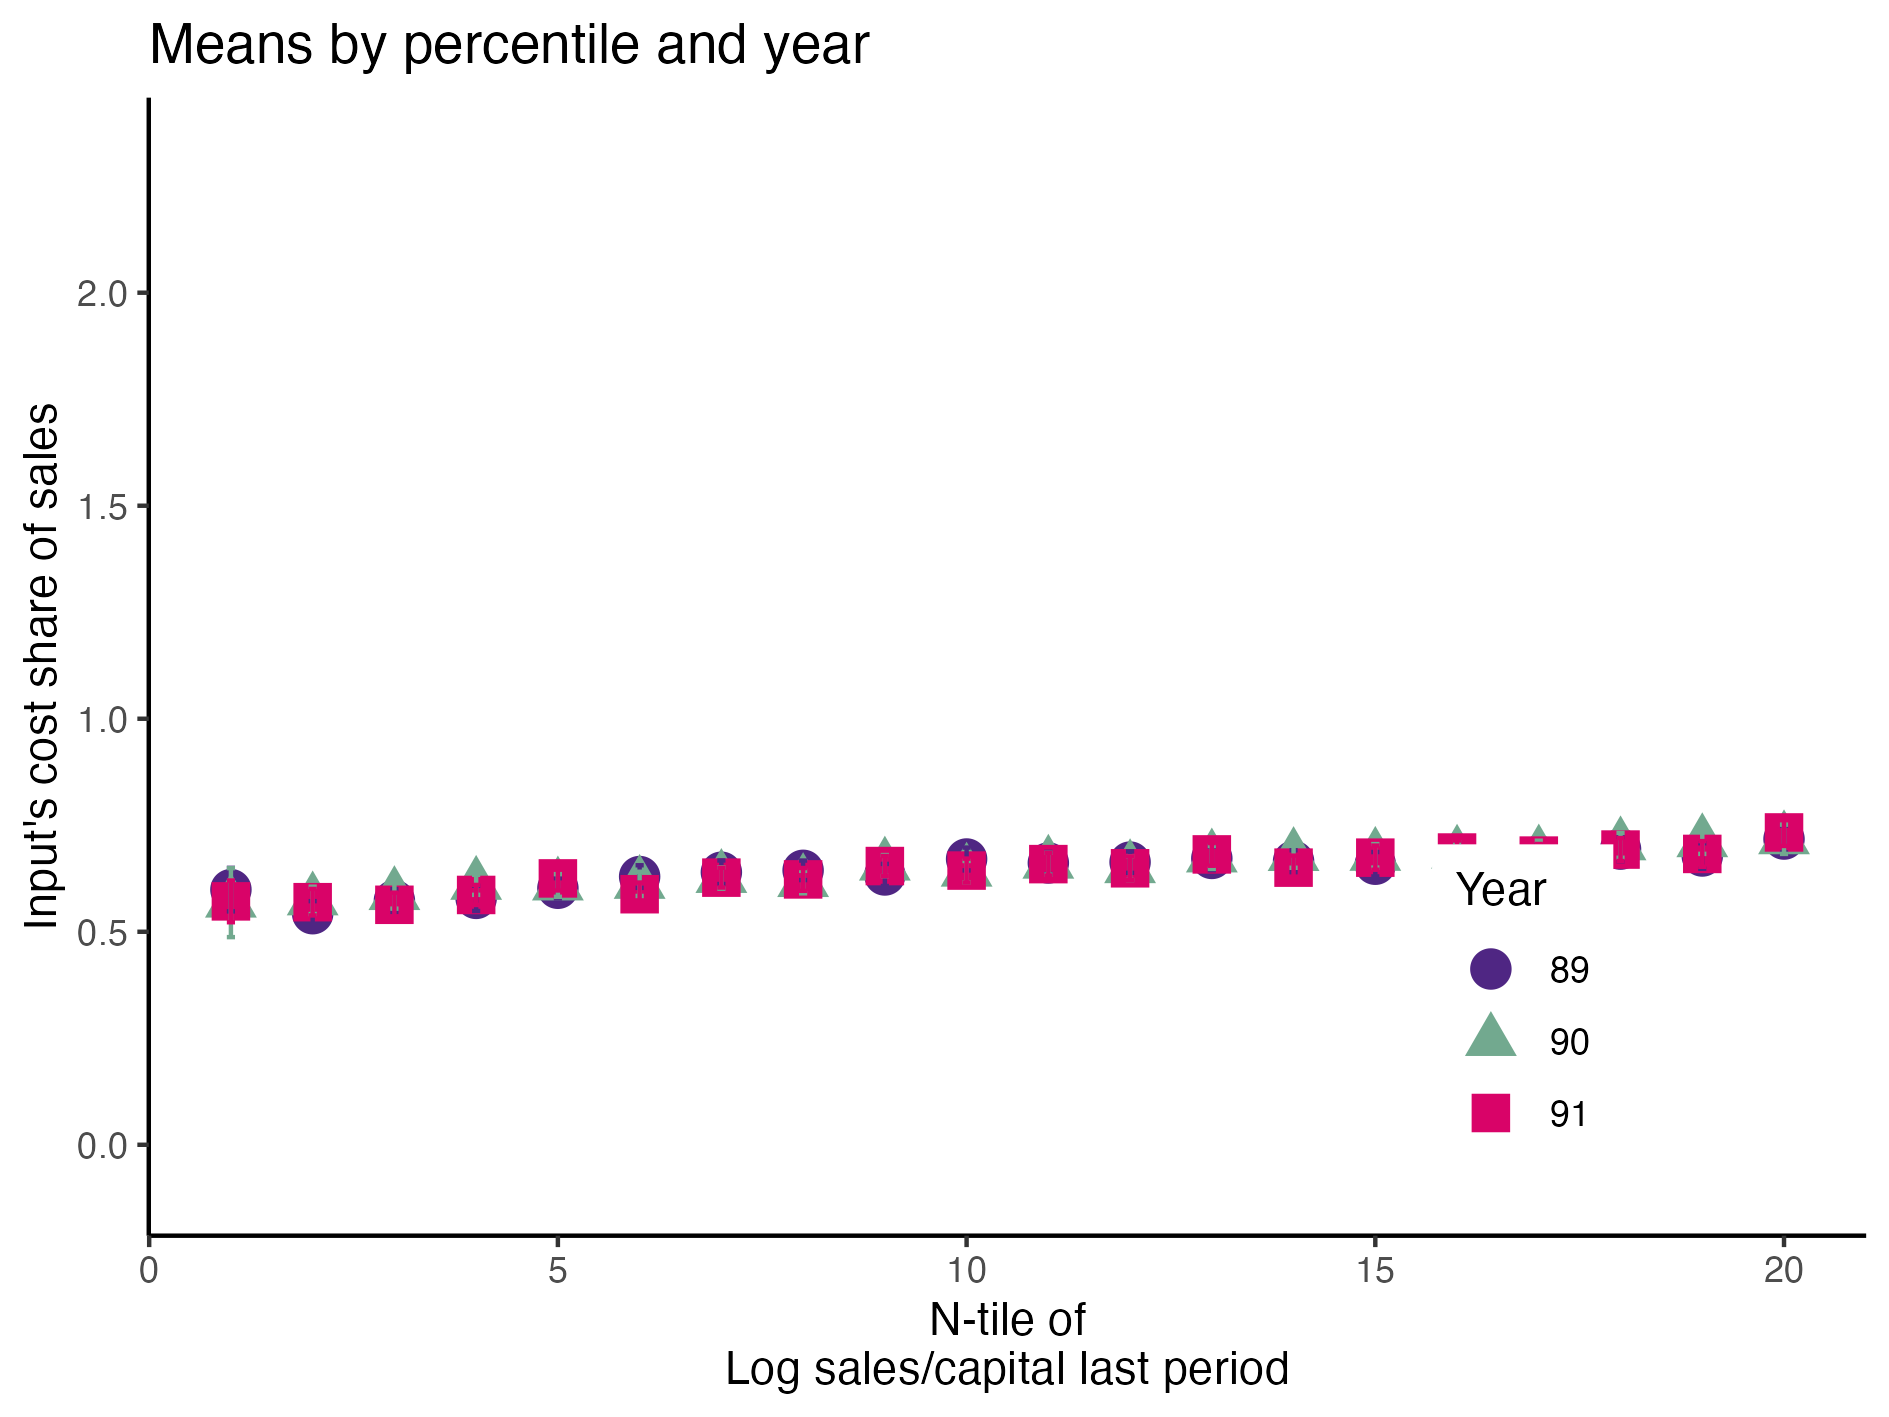 Means by percentile and year
Input's cost share of sales
2.0
1.5
1.0
0.5
0.0
0
5
10
15
20
N-tile of
Log sales/capital last period
Year
89
90
91